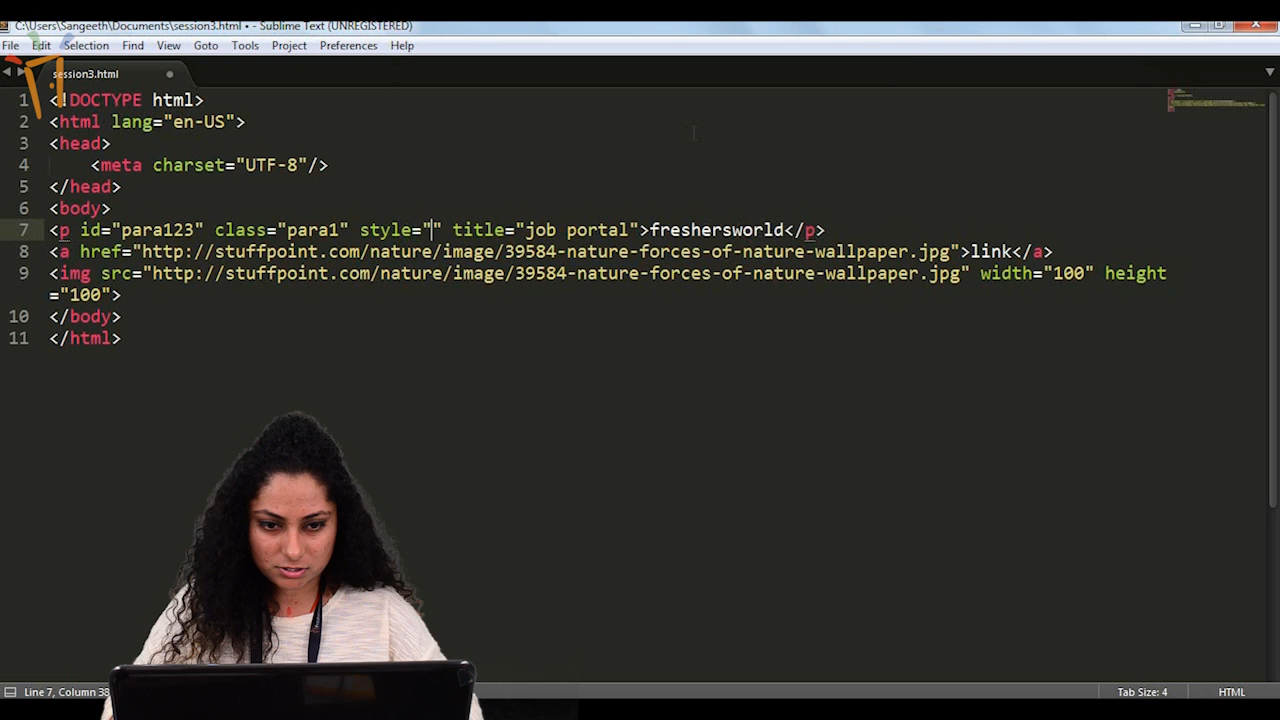 C:\Users\Sangeeth\Documents\session3.html • - Sublime Text (UNREGISTERED)
File Edit Selection Find View Goto Tools Project Preferences Help
session3.html
1 <!DOCTYPE html>
2 <html lang="en-US">
3 <head>
4 <meta charset="UTF-8"/>
5 </head>
6 <body>
7 <p id="para123" class="para1" style="" title="job portal">freshersworld</p>
8 <a href="http://stuffpoint.com/nature/image/39584-nature-forces-of-nature-wallpaper.jpg">link</a>
9 <img src="http://stuffpoint.com/nature/image/39584-nature-forces-of-nature-wallpaper.jpg" width="100" height
="100">
10 </body>
11 </html>
Line 7, Column 38 Tab Size: 4 HTML